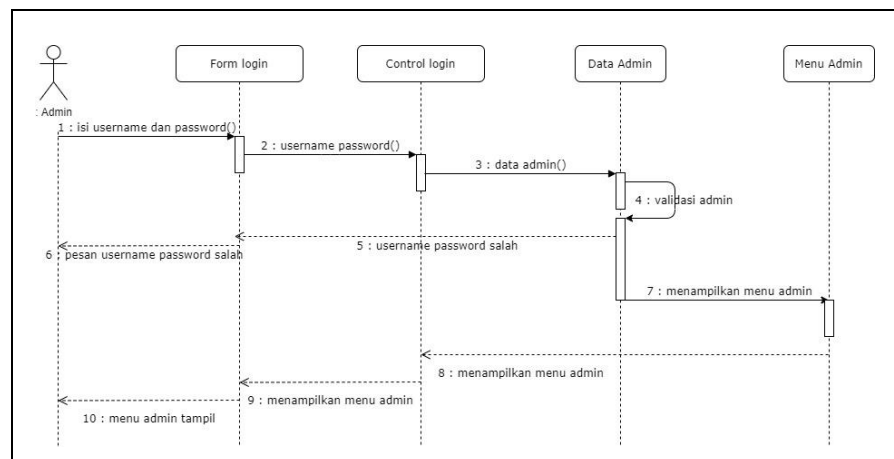 Form login
Control login
Data Admin
Menu Admin
: Admin
1 : isi username dan password()
2 : username password()
3 : data admin()
4 : validasi admin
5 : username password salah
6 : pesan username password salah
7 : menampilkan menu admin
8 : menampilkan menu admin
9 : menampilkan menu admin
10 : menu admin tampil